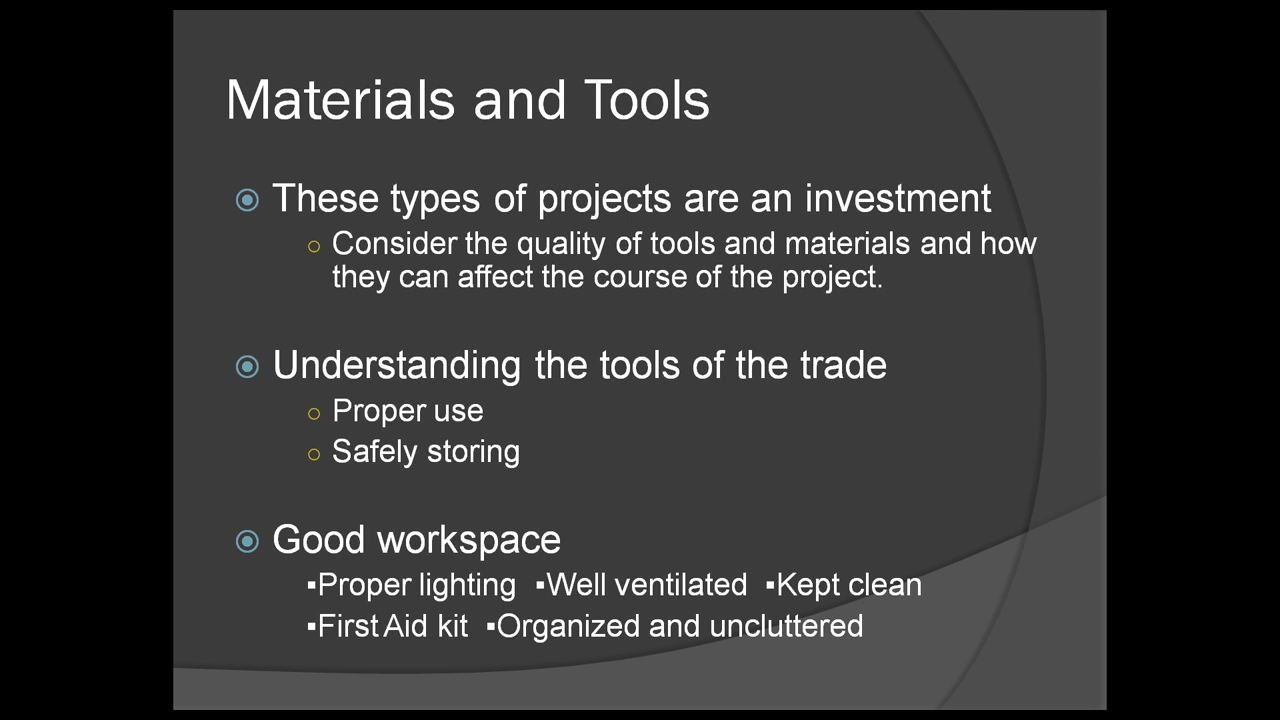 Materials and Tools
These types of projects are an investment
Consider the quality of tools and materials and how
they can affect the course of the project.
Understanding the tools of the trade
Proper use
Safely storing
Good workspace
▪Proper lighting ▪Well ventilated ▪Kept clean
▪First Aid kit ▪Organized and uncluttered